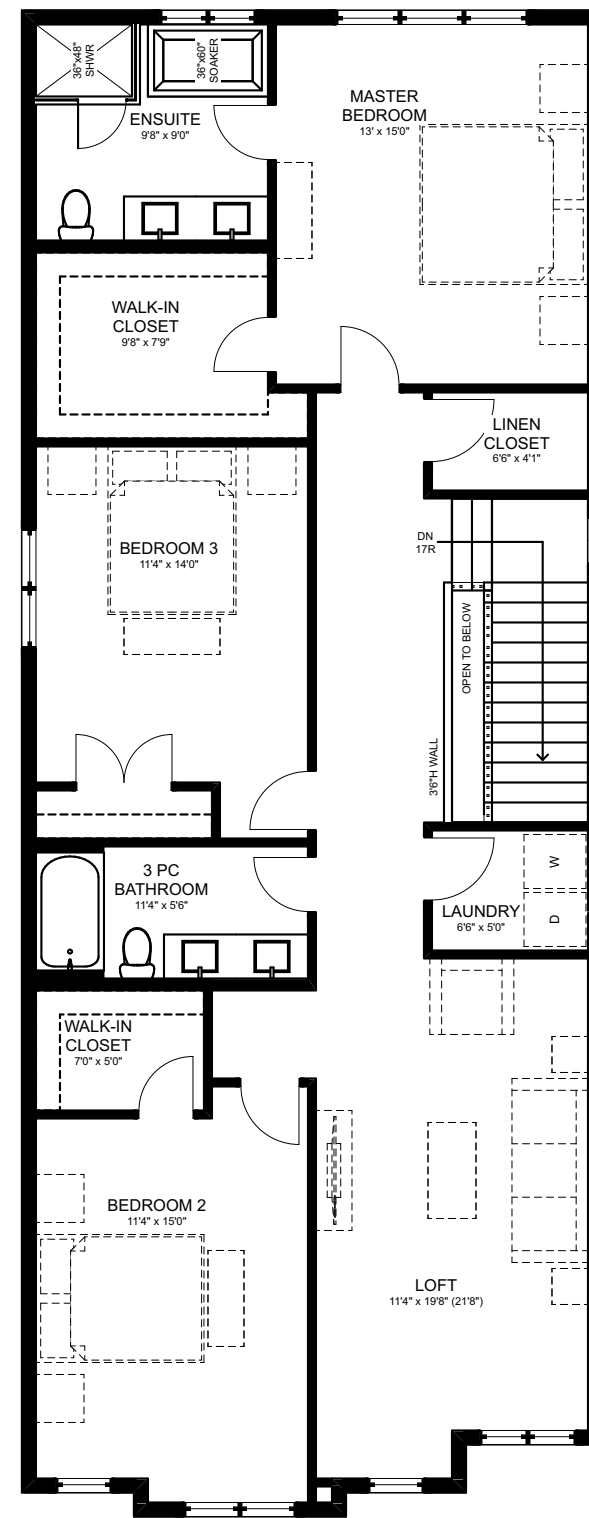 36"x48"
SHWR
36"x60"
SOAKER
ENSUITE
9'8" x 9'0"
MASTER
BEDROOM
13' x 15'0"
WALK-IN
CLOSET
9'8" x 7'9"
LINEN
CLOSET
6'6" x 4'1"
BEDROOM 3
11'4" x 14'0"
DN
17R
OPEN TO BELOW
3'6"H WALL
3 PC
BATHROOM
11'4" x 5'6"
W
D
LAUNDRY
6'6" x 5'0"
WALK-IN
CLOSET
7'0" x 5'0"
BEDROOM 2
11'4" x 15'0"
LOFT
11'4" x 19'8" (21'8")